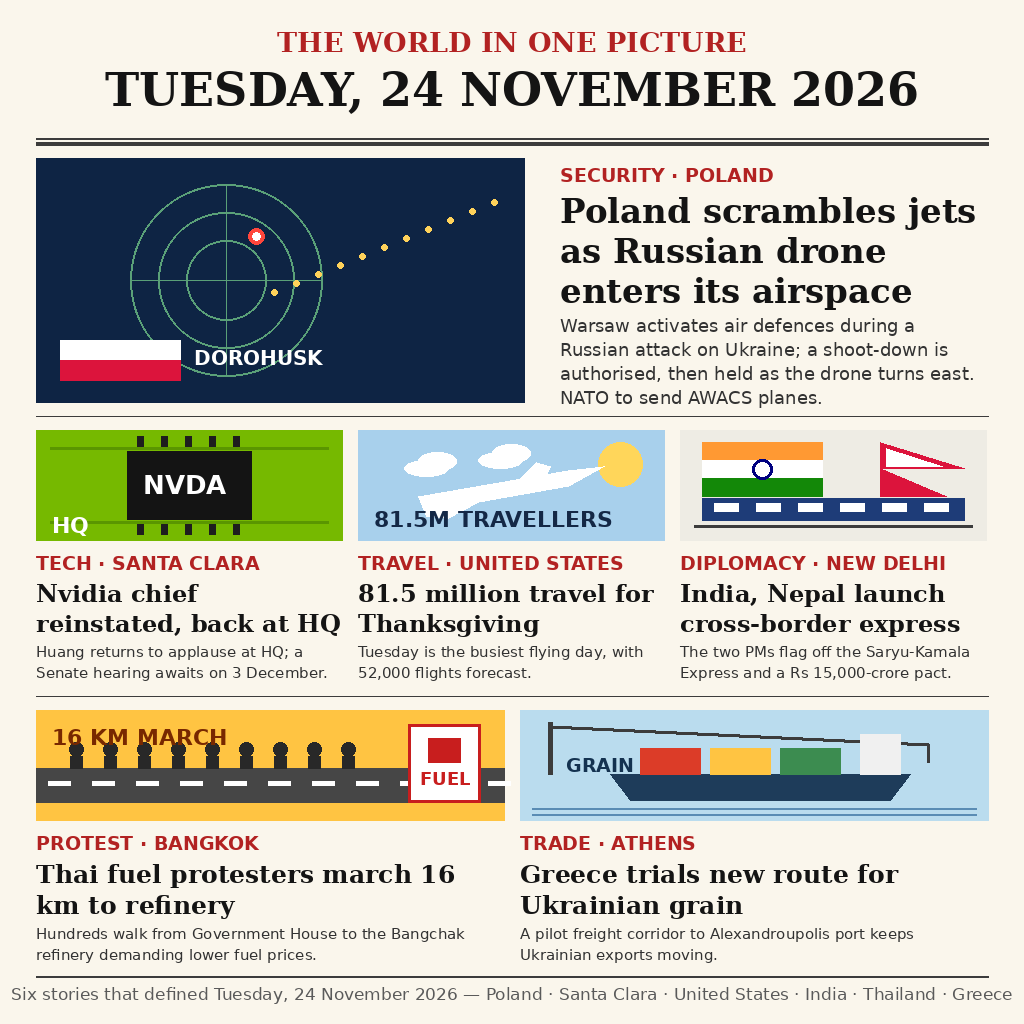 THE WORLD IN ONE PICTURE
TUESDAY, 24 NOVEMBER 2026
DOROHUSK
SECURITY · POLAND
Poland scrambles jets
as Russian drone
enters its airspace
Warsaw activates air defences during a
Russian attack on Ukraine; a shoot-down is
authorised, then held as the drone turns east.
NATO to send AWACS planes.
NVDA
HQ
TECH · SANTA CLARA
Nvidia chief
reinstated, back at HQ
Huang returns to applause at HQ; a
Senate hearing awaits on 3 December.
81.5M TRAVELLERS
TRAVEL · UNITED STATES
81.5 million travel for
Thanksgiving
Tuesday is the busiest flying day, with
52,000 flights forecast.
DIPLOMACY · NEW DELHI
India, Nepal launch
cross-border express
The two PMs flag off the Saryu-Kamala
Express and a Rs 15,000-crore pact.
16 KM MARCH
FUEL
PROTEST · BANGKOK
Thai fuel protesters march 16
km to refinery
Hundreds walk from Government House to the Bangchak
refinery demanding lower fuel prices.
GRAIN
TRADE · ATHENS
Greece trials new route for
Ukrainian grain
A pilot freight corridor to Alexandroupolis port keeps
Ukrainian exports moving.
Six stories that defined Tuesday, 24 November 2026 — Poland · Santa Clara · United States · India · Thailand · Greece